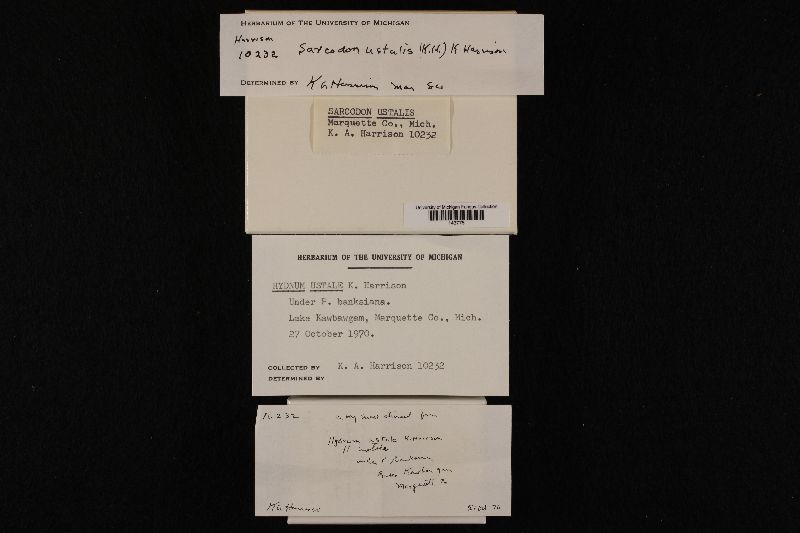 HERBARIUM OF THE UNIVERSITY OF MICHIGAN
Harrison
10232 Sarcodon ustalis (K.H.) K Harrison
DETERMINED BY K A Harrison
SARCODON USTALIS
Marquette Co., Mich.
K. A. Harrison 10232
University of Michigan Fungus Collection
HERBARIUM OF THE UNIVERSITY OF MICHIGAN
HYDNUM USTALE K. Harrison
Under P. banksiana.
Lake Kawbawgam, Marquette Co., Mich.
27 October 1970.
COLLECTED BY K. A. Harrison 10232
DETERMINED BY
10232
Hydnum ustale K. Harrison
under P banksiana
K A Harrison